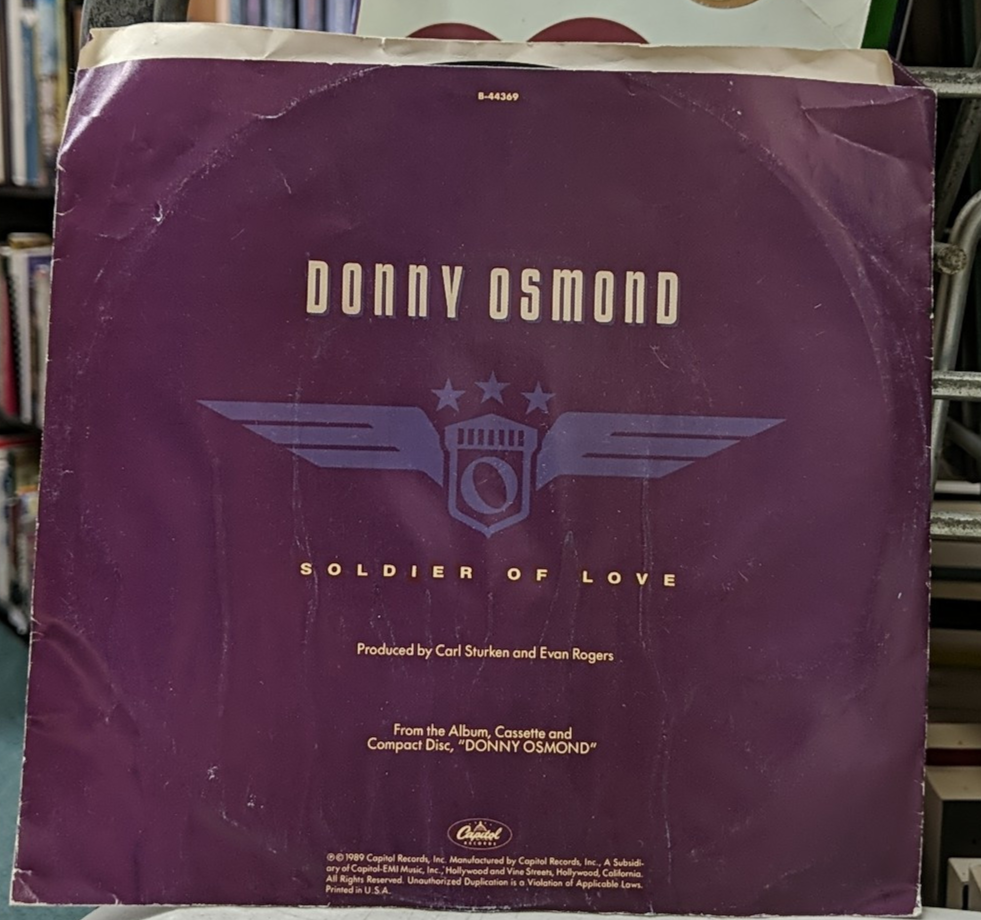 B-44369
DONNY OSMOND
O
SOLDIER OF LOVE
Produced by Carl Sturken and Evan Rogers
From the Album, Cassette and
Compact Disc, "DONNY OSMOND"
Capitol
RECORDS
℗©1989 Capitol Records, Inc. Manufactured by Capitol Records, Inc., A Subsidi-
ary of Capitol-EMI Music, Inc., Hollywood and Vine Streets, Hollywood, California.
All Rights Reserved. Unauthorized Duplication is a Violation of Applicable Laws.
Printed in U.S.A.